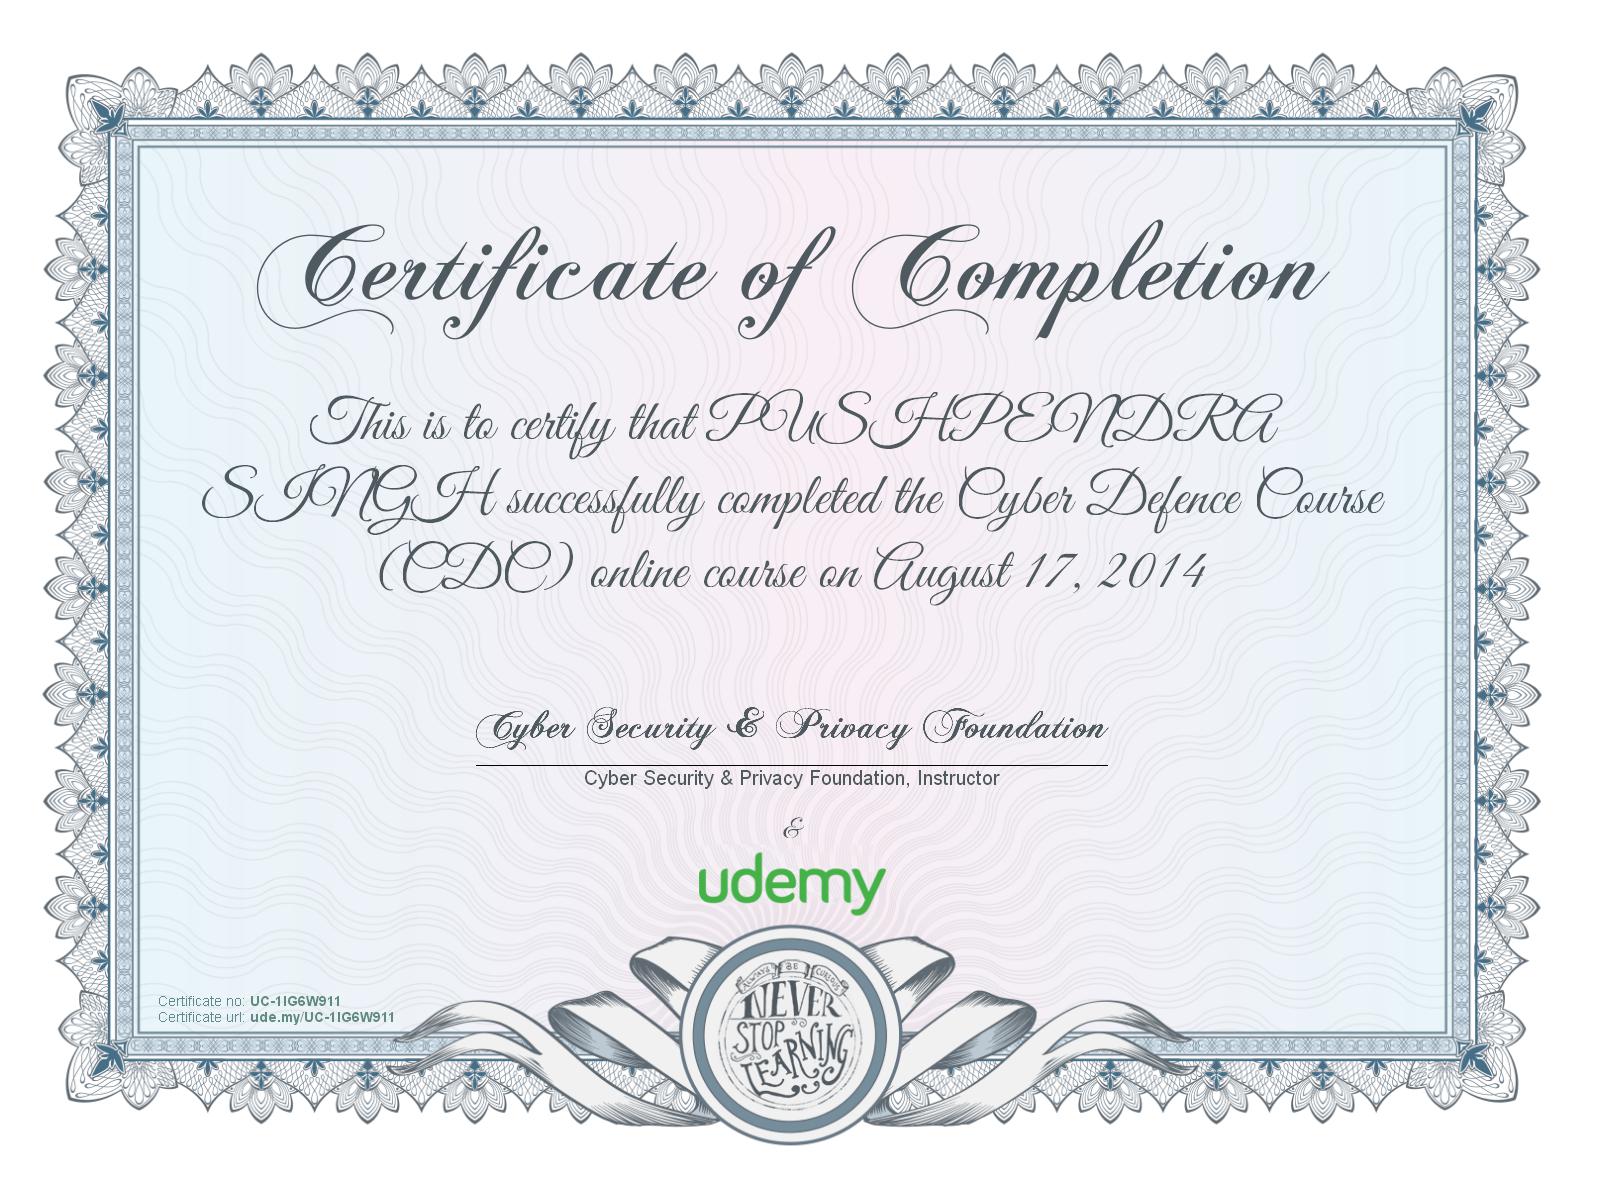 Certificate of Completion
This is to certify that PUSHPENDRA
SINGH successfully completed the Cyber Defence Course
(CDC) online course on August 17, 2014
Cyber Security & Privacy Foundation
Cyber Security & Privacy Foundation, Instructor
&
udemy
Certificate no: UC-1IG6W911
Certificate url: ude.my/UC-1IG6W911
ALWAYS BE CURIOUS
NEVER
STOP
LEARNING